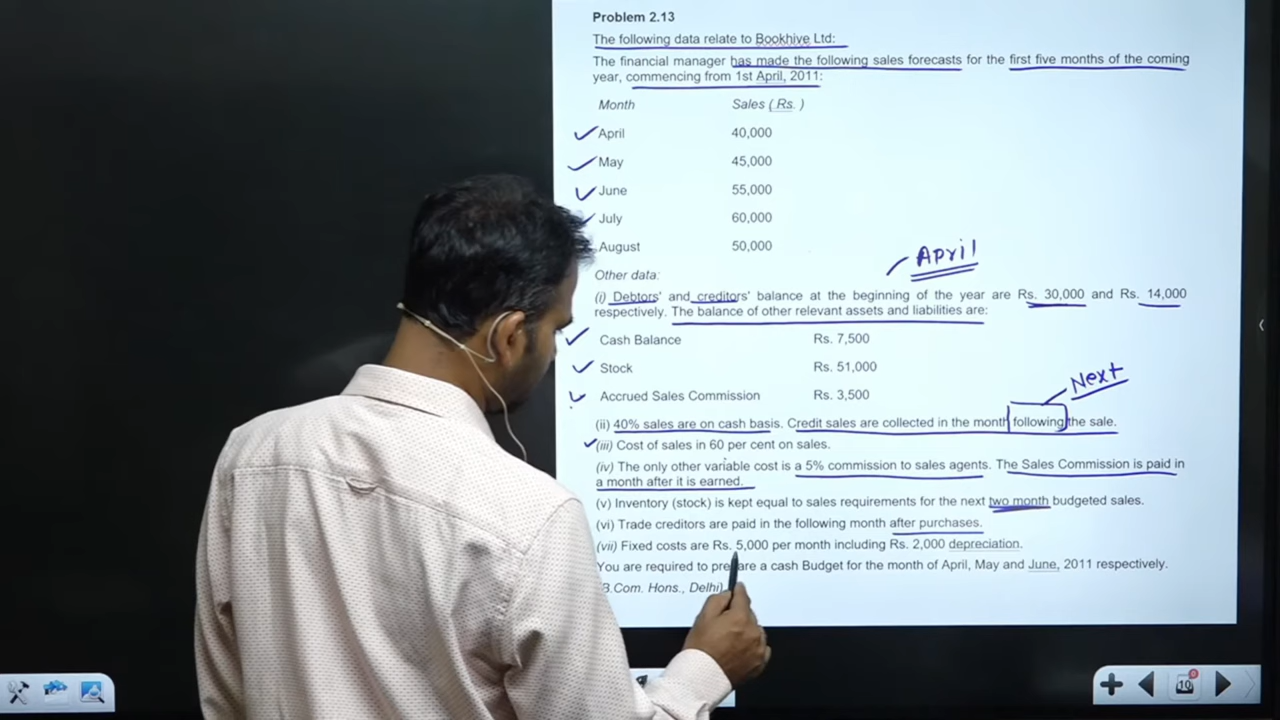 Problem 2.13
The following data relate to Bookhive Ltd:
The financial manager has made the following sales forecasts for the first five months of the coming
year, commencing from 1st April, 2011:
Month Sales ( Rs. )
April 40,000
May 45,000
June 55,000
July 60,000
August 50,000
April
Other data:
(i) Debtors' and creditors' balance at the beginning of the year are Rs. 30,000 and Rs. 14,000
respectively. The balance of other relevant assets and liabilities are:
Cash Balance Rs. 7,500
Stock Rs. 51,000
Next
Accrued Sales Commission Rs. 3,500
(ii) 40% sales are on cash basis. Credit sales are collected in the month following the sale.
(iii) Cost of sales in 60 per cent on sales.
(iv) The only other variable cost is a 5% commission to sales agents. The Sales Commission is paid in
a month after it is earned.
(v) Inventory (stock) is kept equal to sales requirements for the next two month budgeted sales.
(vi) Trade creditors are paid in the following month after purchases.
(vii) Fixed costs are Rs. 5,000 per month including Rs. 2,000 depreciation.
You are required to prepare a cash Budget for the month of April, May and June, 2011 respectively.
B.Com. Hons., Delhi)
10